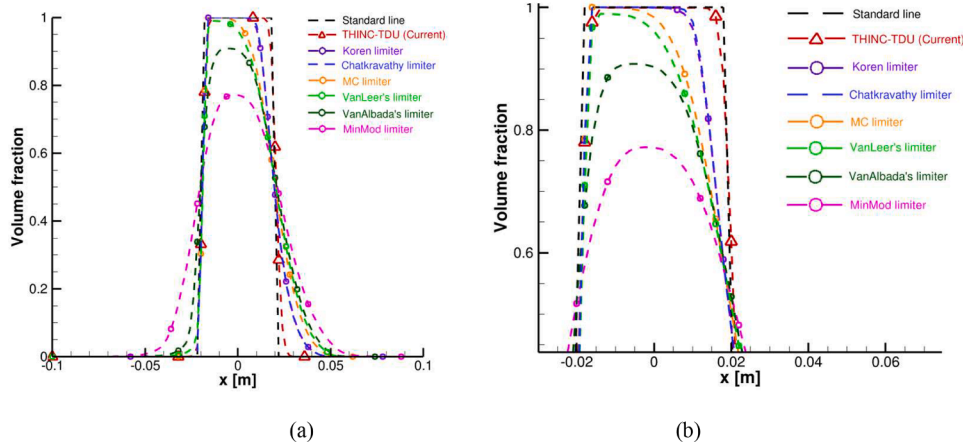 Volume fraction
1
0.8
0.6
0.4
0.2
0
-0.1
-0.05
0
0.05
0.1
x [m]
Standard line
THINC-TDU (Current)
Koren limiter
Chatkravathy limiter
MC limiter
VanLeer's limiter
VanAlbada's limiter
MinMod limiter
(a)
Volume fraction
1
0.8
0.6
-0.02
0
0.02
0.04
0.06
x [m]
Standard line
THINC-TDU (Current)
Koren limiter
Chatkravathy limiter
MC limiter
VanLeer's limiter
VanAlbada's limiter
MinMod limiter
(b)